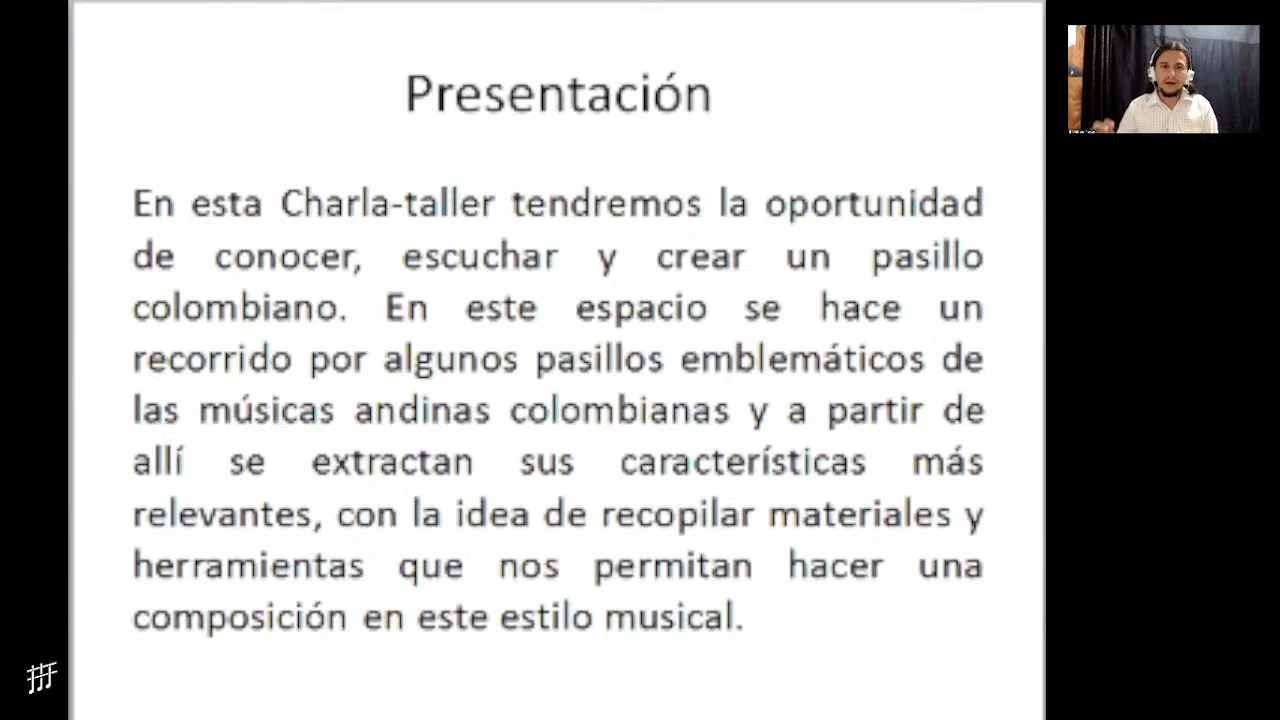 Presentación
En esta Charla-taller tendremos la oportunidad
de conocer, escuchar y crear un pasillo
colombiano. En este espacio se hace un
recorrido por algunos pasillos emblemáticos de
las músicas andinas colombianas y a partir de
allí se extractan sus características más
relevantes, con la idea de recopilar materiales y
herramientas que nos permitan hacer una
composición en este estilo musical.